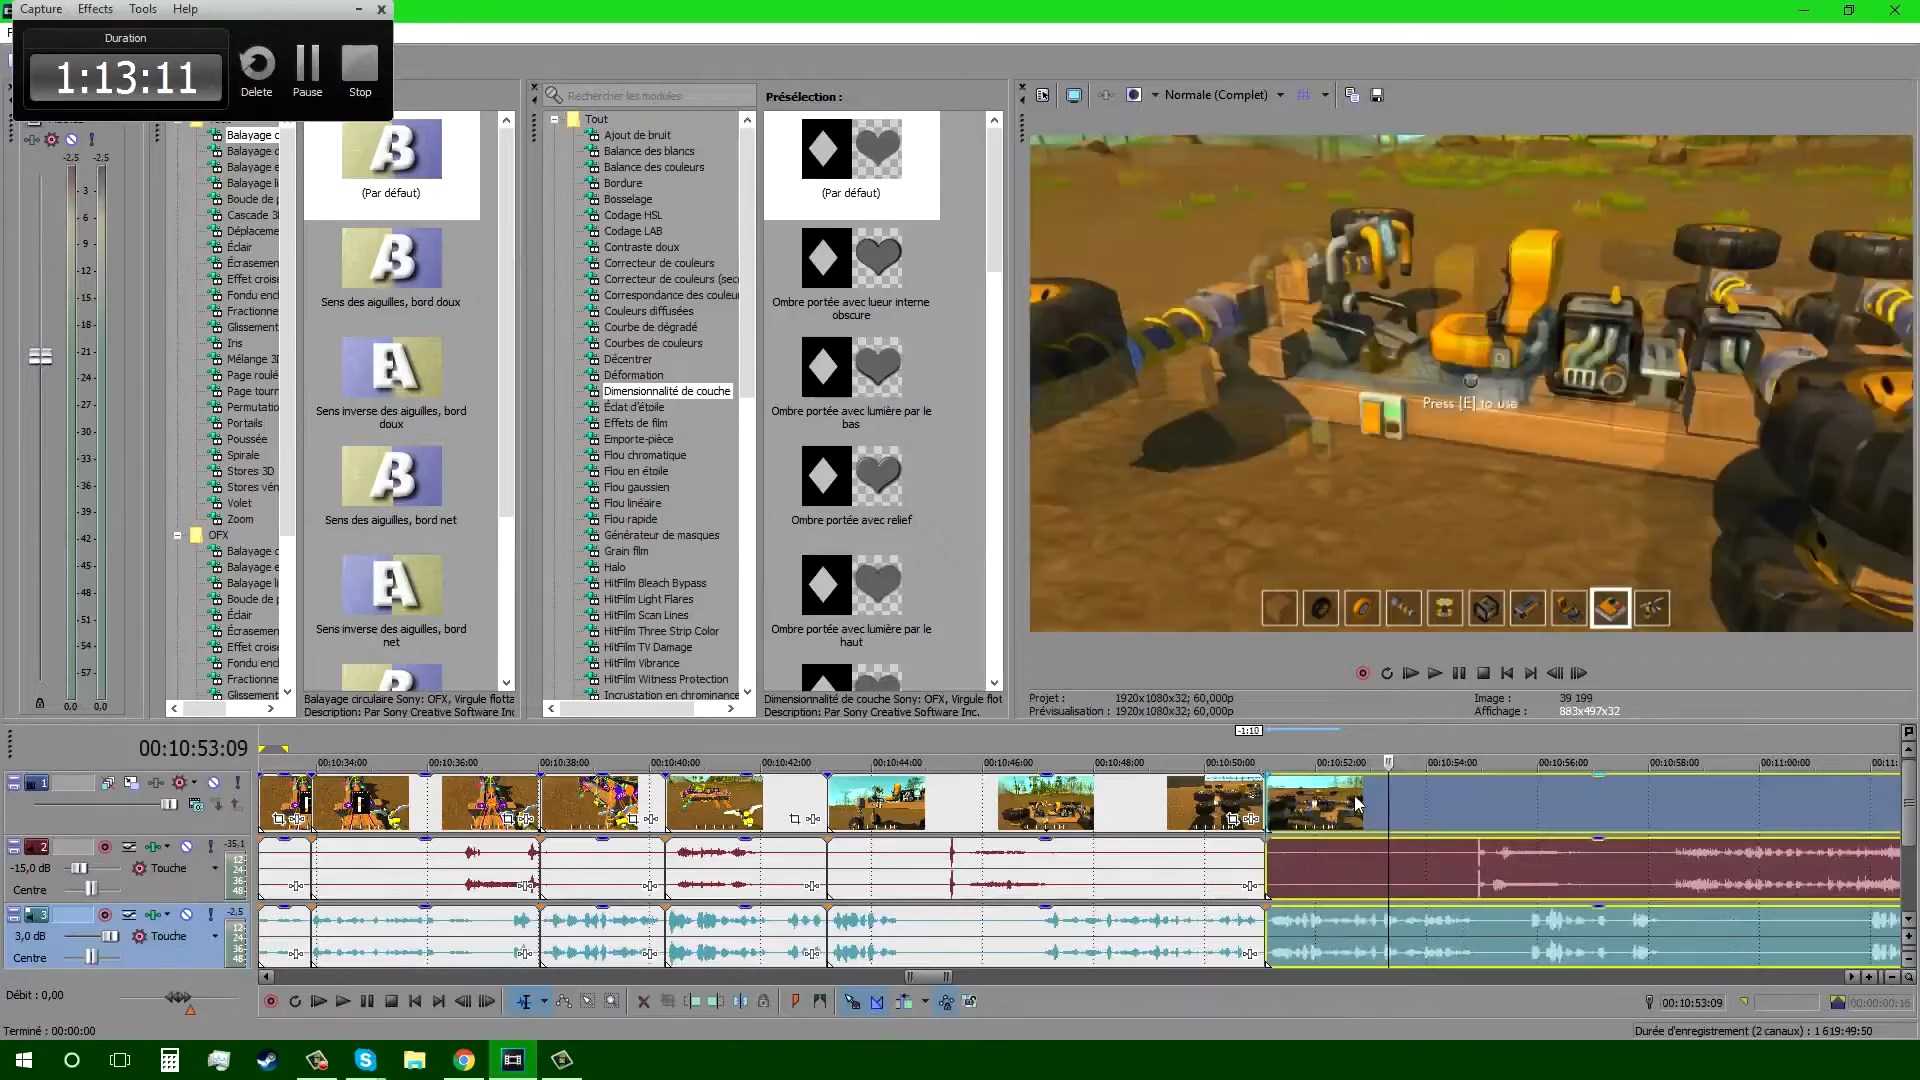 Capture Effects Tools Help
Duration
1:13:11
Delete Pause Stop
-2,5 -2,5
3
6
9
12
15
18
21
24
27
30
33
36
39
42
45
48
51
54
57
0,0 0,0
Balayage c
Balayage c
Balayage e
Balayage li
Boucle de p
Cascade 3
Déplaceme
Éclair
Écrasemen
Effet croise
Fondu encl
Fractionne
Glissement
Iris
Mélange 3D
Page roulé
Page tourn
Permutatio
Portails
Poussée
Spirale
Stores 3D
Stores vén
Volet
Zoom
OFX
Balayage c
Balayage e
Balayage li
Boucle de p
Éclair
Écrasemen
Effet croise
Fondu encl
Fractionne
Glissement
(Par défaut)
Sens des aiguilles, bord doux
Sens inverse des aiguilles, bord doux
Sens des aiguilles, bord net
Sens inverse des aiguilles, bord net
Balayage circulaire Sony: OFX, Virgule flotta
Description: Par Sony Creative Software Inc
Rechercher les modules
Tout
Ajout de bruit
Balance des blancs
Balance des couleurs
Bordure
Bosselage
Codage HSL
Codage LAB
Contraste doux
Correcteur de couleurs
Correcteur de couleurs (sec
Correspondance des couleu
Couleurs diffusées
Courbe de dégradé
Courbes de couleurs
Décentrer
Déformation
Dimensionnalité de couche
Éclat d'étoile
Effets de film
Emporte-pièce
Flou chromatique
Flou en étoile
Flou gaussien
Flou linéaire
Flou rapide
Générateur de masques
Grain film
Halo
HitFilm Bleach Bypass
HitFilm Light Flares
HitFilm Scan Lines
HitFilm Three Strip Color
HitFilm TV Damage
HitFilm Vibrance
HitFilm Witness Protection
Incrustation en chrominance
Présélection :
(Par défaut)
Ombre portée avec lueur interne obscure
Ombre portée avec lumière par le bas
Ombre portée avec relief
Ombre portée avec lumière par le haut
Dimensionnalité de couche Sony: OFX, Virgule flot
Description: Par Sony Creative Software Inc.
Normale (Complet)
Press [E] to use
Projet : 1920x1080x32; 60,000p
Prévisualisation : 1920x1080x32; 60,000p
Image : 39 199
Affichage : 883x497x32
-1:10
00:10:53:09
00:10:34:00 00:10:36:00 00:10:38:00 00:10:40:00 00:10:42:00 00:10:44:00 00:10:46:00 00:10:48:00 00:10:50:00 00:10:52:00 00:10:54:00 00:10:56:00 00:10:58:00 00:11:00:00 00:11:
1
2
-35,1
-15,0 dB Touche
Centre
12
24
36
48
3
-2,5
3,0 dB Touche
Centre
12
24
36
48
Débit : 0,00
00:10:53:09
00:00:00:16
Terminé : 00:00:00
Durée d'enregistrement (2 canaux) : 1 619:49:50